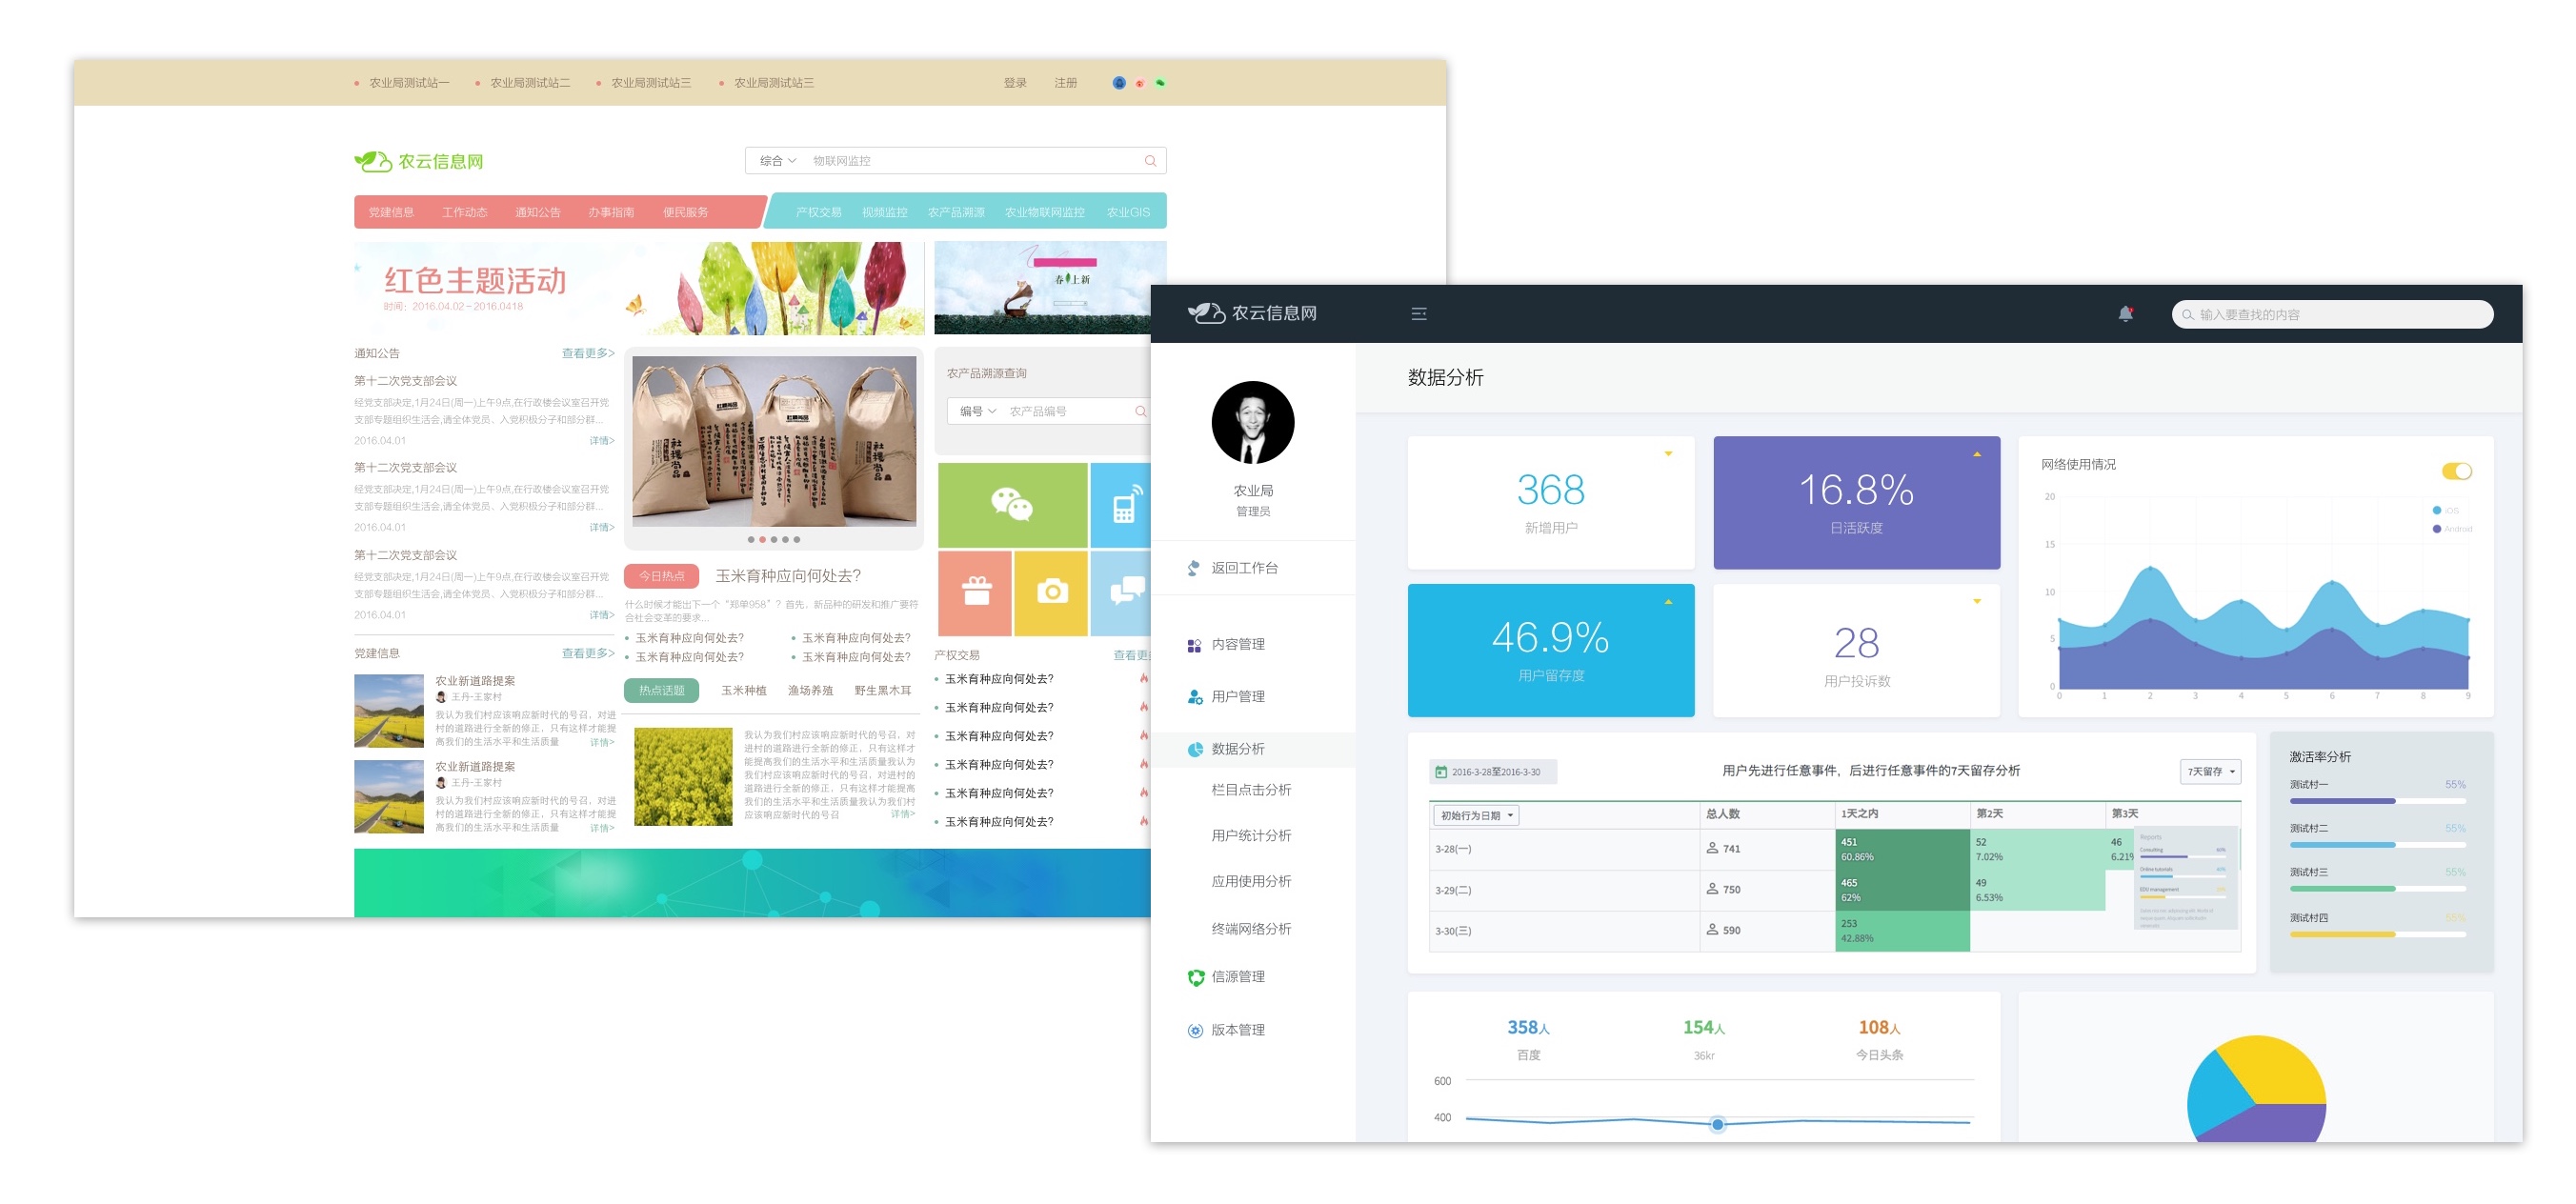 农业局测试站一
农业局测试站二
农业局测试站三
农业局测试站三
登录
注册
农云信息网
综合
物联网监控
党建信息
工作动态
通知公告
办事指南
便民服务
产权交易
视频监控
农产品溯源
农业物联网监控
农业GIS
红色主题活动
时间：2016.04.02-2016.0418
春上新
通知公告
查看更多>
第十二次党支部会议
经党支部决定,1月24日(周一)上午9点,在行政楼会议室召开党
支部专题组织生活会,请全体党员、入党积极分子和部分群...
2016.04.01
详情>
第十二次党支部会议
经党支部决定,1月24日(周一)上午9点,在行政楼会议室召开党
支部专题组织生活会,请全体党员、入党积极分子和部分群...
2016.04.01
详情>
第十二次党支部会议
经党支部决定,1月24日(周一)上午9点,在行政楼会议室召开党
支部专题组织生活会,请全体党员、入党积极分子和部分群...
2016.04.01
详情>
党建信息
查看更多>
农业新道路提案
王丹-王家村
我认为我们村应该响应新时代的号召，对进
村的道路进行全新的修正，只有这样才能提
高我们的生活水平和生活质量
详情>
农业新道路提案
王丹-王家村
我认为我们村应该响应新时代的号召，对进
村的道路进行全新的修正，只有这样才能提
高我们的生活水平和生活质量
详情>
今日热点
玉米育种应向何处去?
什么时候才能出下一个“郑单958”？首先，新品种的研发和推广要符
合社会变革的要求...
玉米育种应向何处去?
玉米育种应向何处去?
玉米育种应向何处去?
玉米育种应向何处去?
热点话题
玉米种植
渔场养殖
野生黑木耳
我认为我们村应该响应新时代的号召，对
进村的道路进行全新的修正，只有这样才
能提高我们的生活水平和生活质量我认为
我们村应该响应新时代的号召，对进村的
道路进行全新的修正，只有这样才能提高
我们的生活水平和生活质量我认为我们村
应该响应新时代的号召
详情>
农产品溯源查询
编号
农产品编号
产权交易
查看更
玉米育种应向何处去?
玉米育种应向何处去?
玉米育种应向何处去?
玉米育种应向何处去?
玉米育种应向何处去?
玉米育种应向何处去?
农云信息网
输入要查找的内容
农业局
管理员
返回工作台
内容管理
用户管理
数据分析
栏目点击分析
用户统计分析
应用使用分析
终端网络分析
信源管理
版本管理
数据分析
368
新增用户
16.8%
日活跃度
46.9%
用户留存度
28
用户投诉数
网络使用情况
iOS
Android
20
15
10
5
0
0 1 2 3 4 5 6 7 8 9
2016-3-28至2016-3-30
用户先进行任意事件，后进行任意事件的7天留存分析
7天留存
初始行为日期 总人数 1天之内 第2天 第3天
3-28(一) 741 451 52 46
60.86% 7.02% 6.21%
3-29(二) 750 465 49
62% 6.53%
3-30(三) 590 253
42.88%
Reports
Consulting
Online tutorials
EDU management
激活率分析
测试村一 55%
测试村二 55%
测试村三 55%
测试村四 55%
358人
百度
154人
36kr
108人
今日头条
600
400